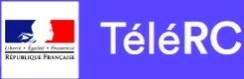 Liberté • Égalité • Fraternité
RÉPUBLIQUE FRANÇAISE
TéléRC